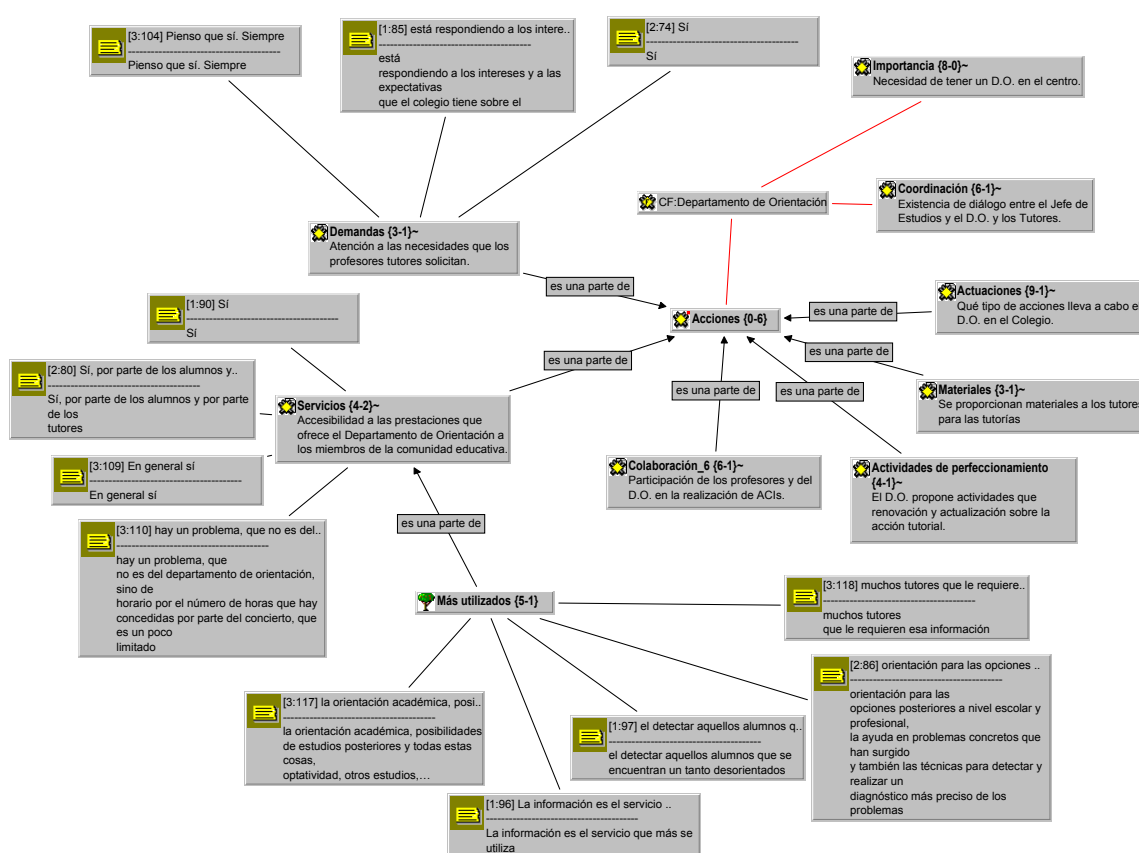 [3:104] Pienso que sí. Siempre
----------------------------------------
Pienso que sí. Siempre
[1:85] está respondiendo a los intere..
----------------------------------------
está
respondiendo a los intereses y a las
expectativas
que el colegio tiene sobre el
[2:74] Sí
----------------------------------------
Sí
Importancia {8-0}~
Necesidad de tener un D.O. en el centro.
CF:Departamento de Orientación
Coordinación {6-1}~
Existencia de diálogo entre el Jefe de
Estudios y el D.O. y los Tutores.
Demandas {3-1}~
Atención a las necesidades que los
profesores tutores solicitan.
es una parte de
Actuaciones {9-1}~
Qué tipo de acciones lleva a cabo e
D.O. en el Colegio.
es una parte de
Acciones {0-6}
[1:90] Sí
----------------------------------------
Sí
es una parte de
es una parte de
[2:80] Sí, por parte de los alumnos y..
----------------------------------------
Sí, por parte de los alumnos y por parte
de los
tutores
Servicios {4-2}~
Accesibilidad a las prestaciones que
ofrece el Departamento de Orientación a
los miembros de la comunidad educativa.
es una parte de
es una parte de
Materiales {3-1}~
Se proporcionan materiales a los tutores
para las tutorías
[3:109] En general sí
----------------------------------------
En general sí
Colaboración_6 {6-1}~
Participación de los profesores y del
D.O. en la realización de ACIs.
Actividades de perfeccionamiento
{4-1}~
El D.O. propone actividades que
renovación y actualización sobre la
acción tutorial.
[3:110] hay un problema, que no es del..
----------------------------------------
hay un problema, que
no es del departamento de orientación,
sino de
horario por el número de horas que hay
concedidas por parte del concierto, que
es un poco
limitado
es una parte de
Más utilizados {5-1}
[3:118] muchos tutores que le requiere..
----------------------------------------
muchos tutores
que le requieren esa información
[2:86] orientación para las opciones ..
----------------------------------------
orientación para las
opciones posteriores a nivel escolar y
profesional,
la ayuda en problemas concretos que
han surgido
y también las técnicas para detectar y
realizar un
diagnóstico más preciso de los
problemas
[3:117] la orientación académica, posi..
----------------------------------------
la orientación académica, posibilidades
de estudios posteriores y todas estas
cosas,
optatividad, otros estudios,…
[1:97] el detectar aquellos alumnos q..
----------------------------------------
el detectar aquellos alumnos que se
encuentran un tanto desorientados
[1:96] La información es el servicio ..
----------------------------------------
La información es el servicio que más se
utiliza